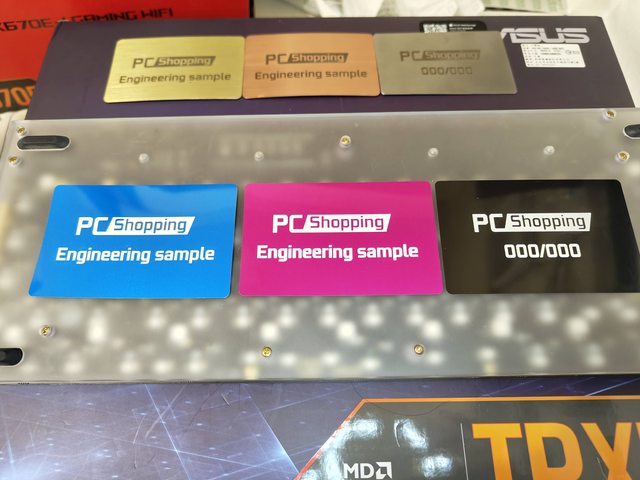 X670E
GAMING WIFI
ASUS
PC Shopping
Engineering sample
PC Shopping
Engineering sample
PC Shopping
000/000
PC Shopping
Engineering sample
PC Shopping
Engineering sample
PC Shopping
000/000
AMD